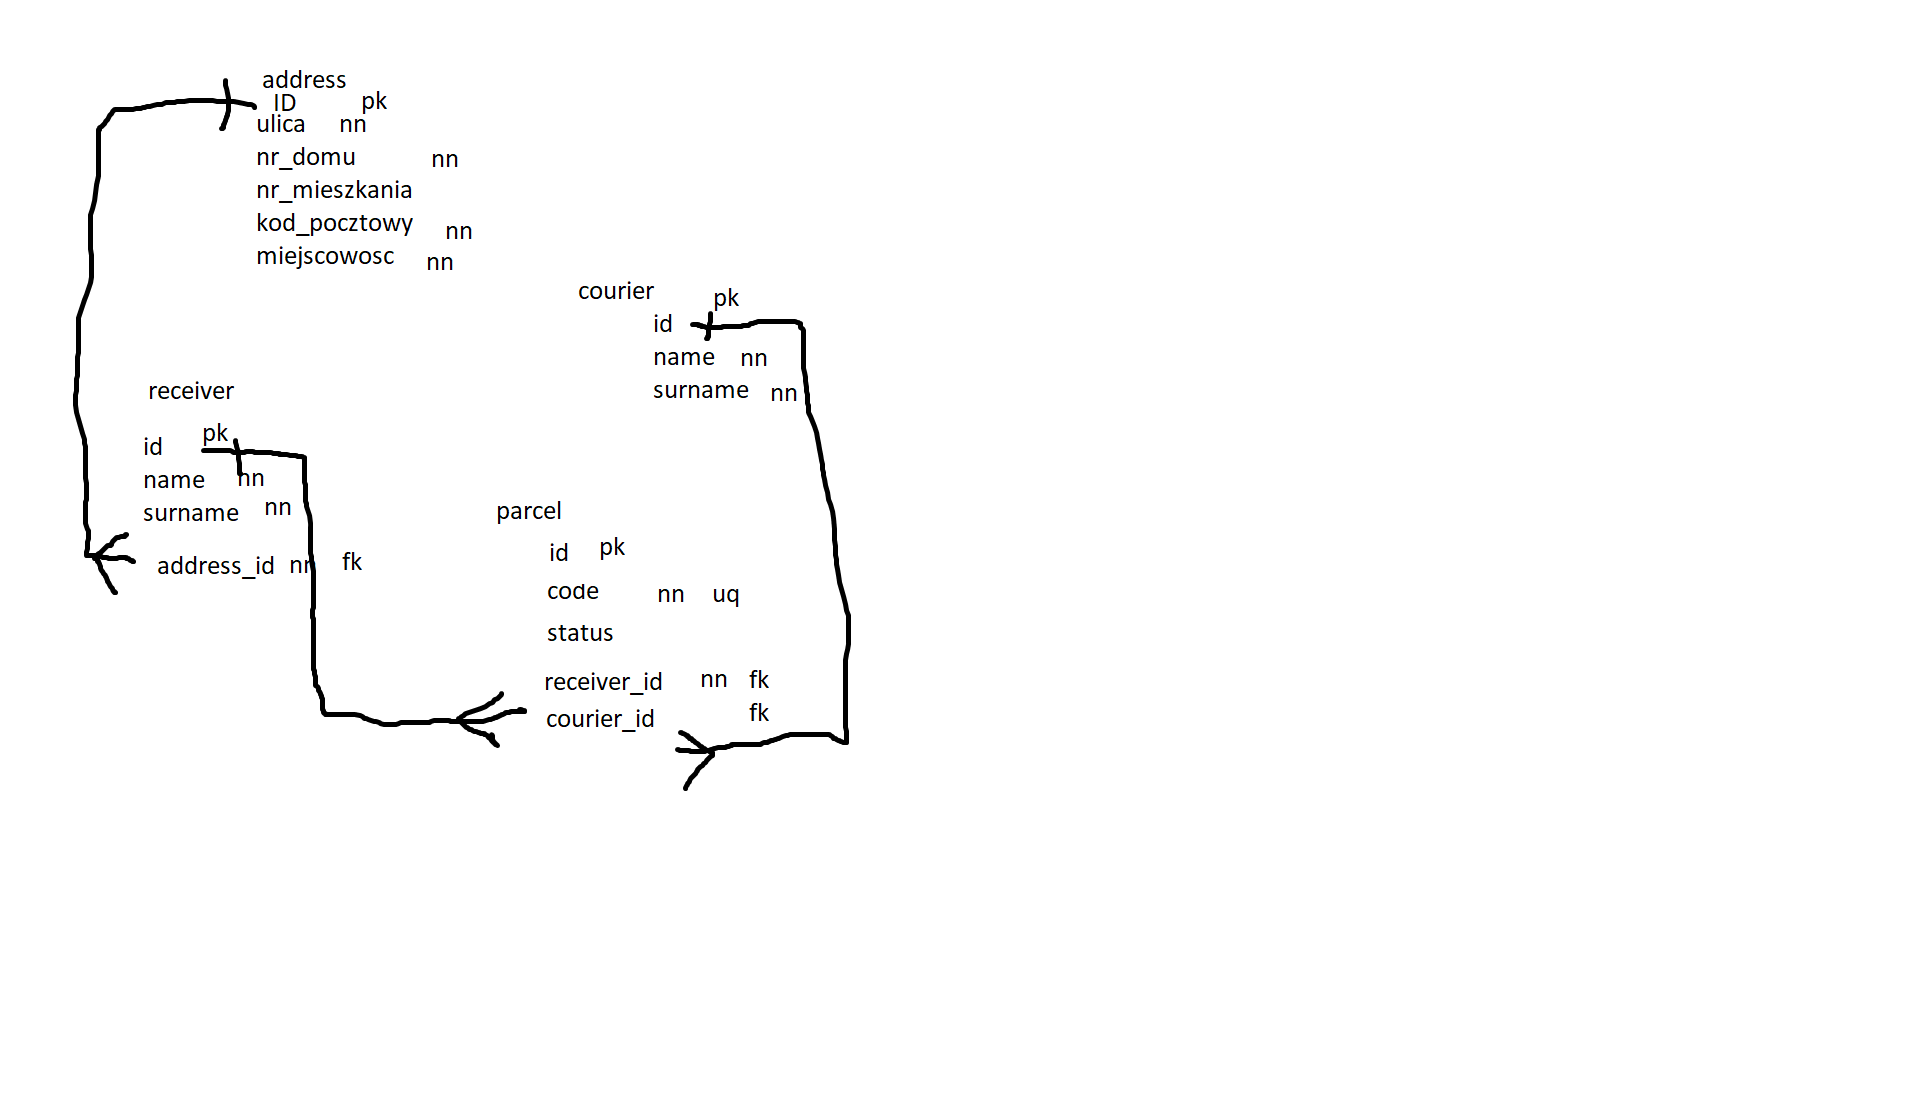 address
ID pk
ulica nn
nr_domu nn
nr_mieszkania
kod_pocztowy nn
miejscowosc nn
courier
pk
id
name nn
surname nn
receiver
id pk
name nn
surname nn
address_id nn fk
parcel
id pk
code nn uq
status
receiver_id nn fk
courier_id fk